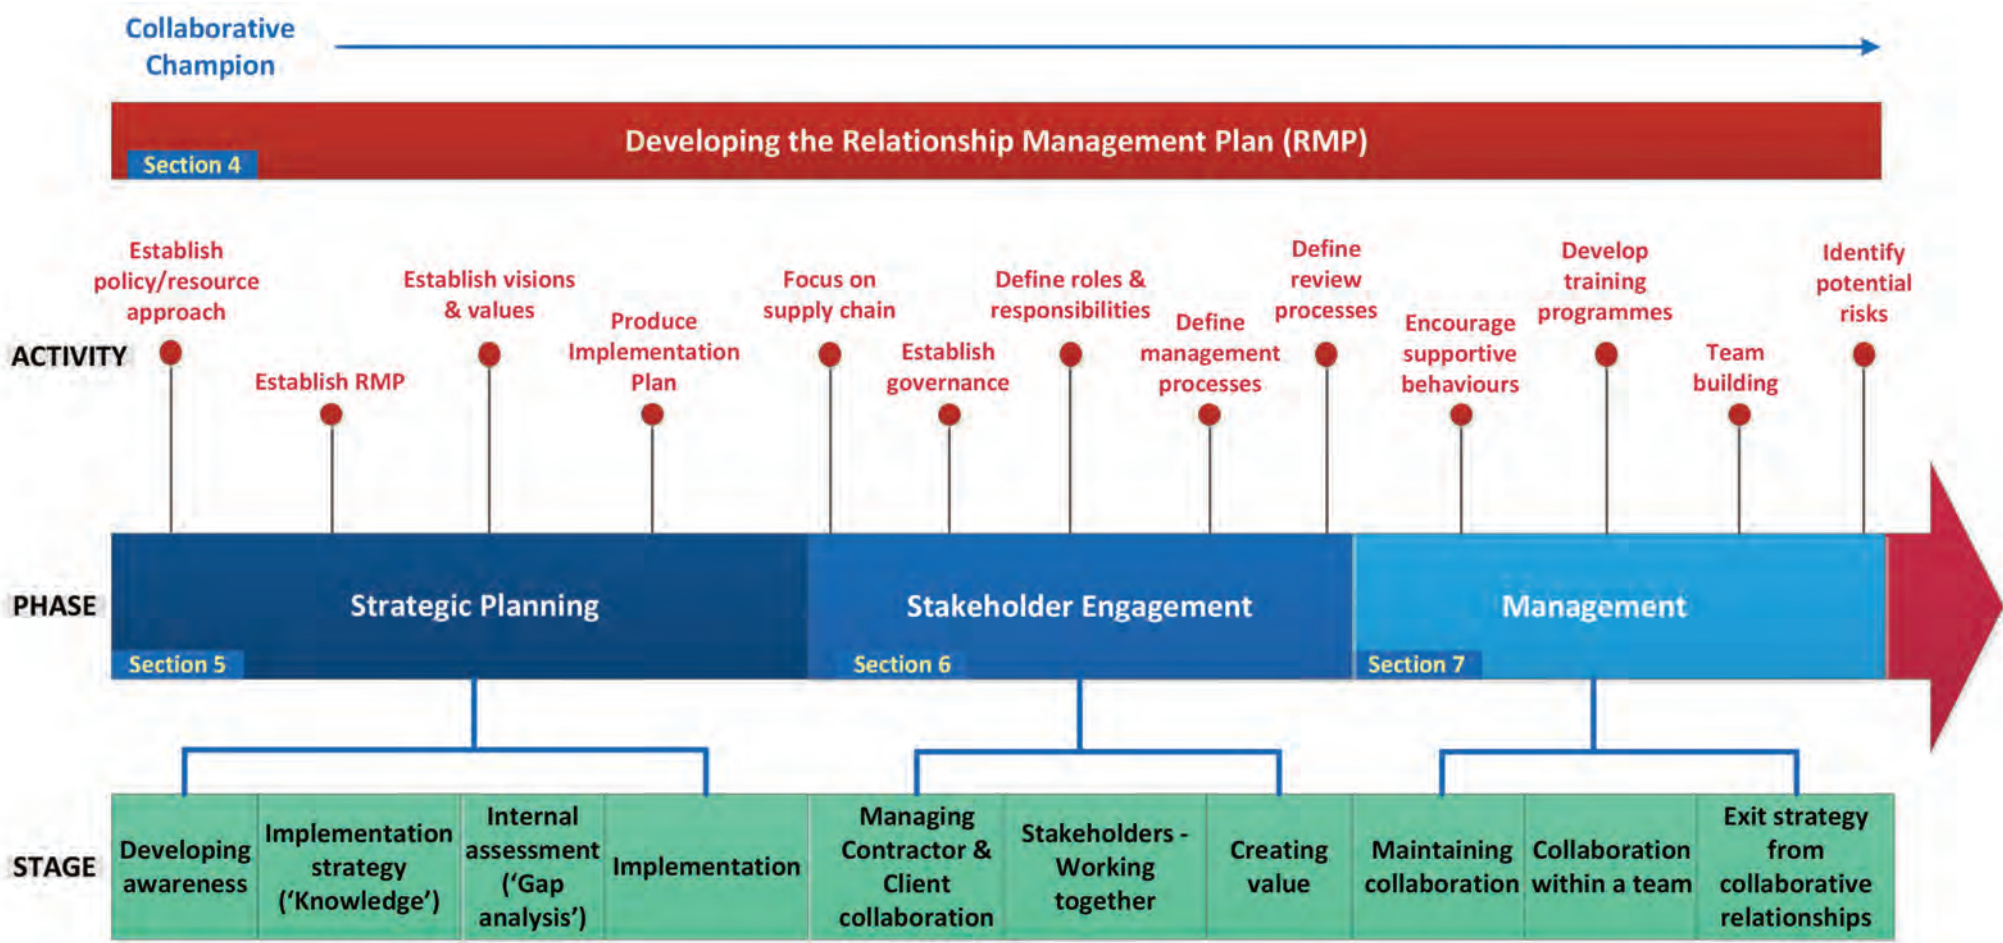 Collaborative
Champion
Developing the Relationship Management Plan (RMP)
Section 4
ACTIVITY
Establish
policy/resource
approach
Establish RMP
Establish visions
& values
Produce
Implementation
Plan
Focus on
supply chain
Establish
governance
Define roles &
responsibilities
Define
management
processes
Define
review
processes
Encourage
supportive
behaviours
Develop
training
programmes
Team
building
Identify
potential
risks
PHASE
Strategic Planning
Section 5
Stakeholder Engagement
Section 6
Management
Section 7
STAGE
Developing
awareness
Implementation
strategy
(‘Knowledge’)
Internal
assessment
(‘Gap
analysis’)
Implementation
Managing
Contractor &
Client
collaboration
Stakeholders -
Working
together
Creating
value
Maintaining
collaboration
Collaboration
within a team
Exit strategy
from
collaborative
relationships